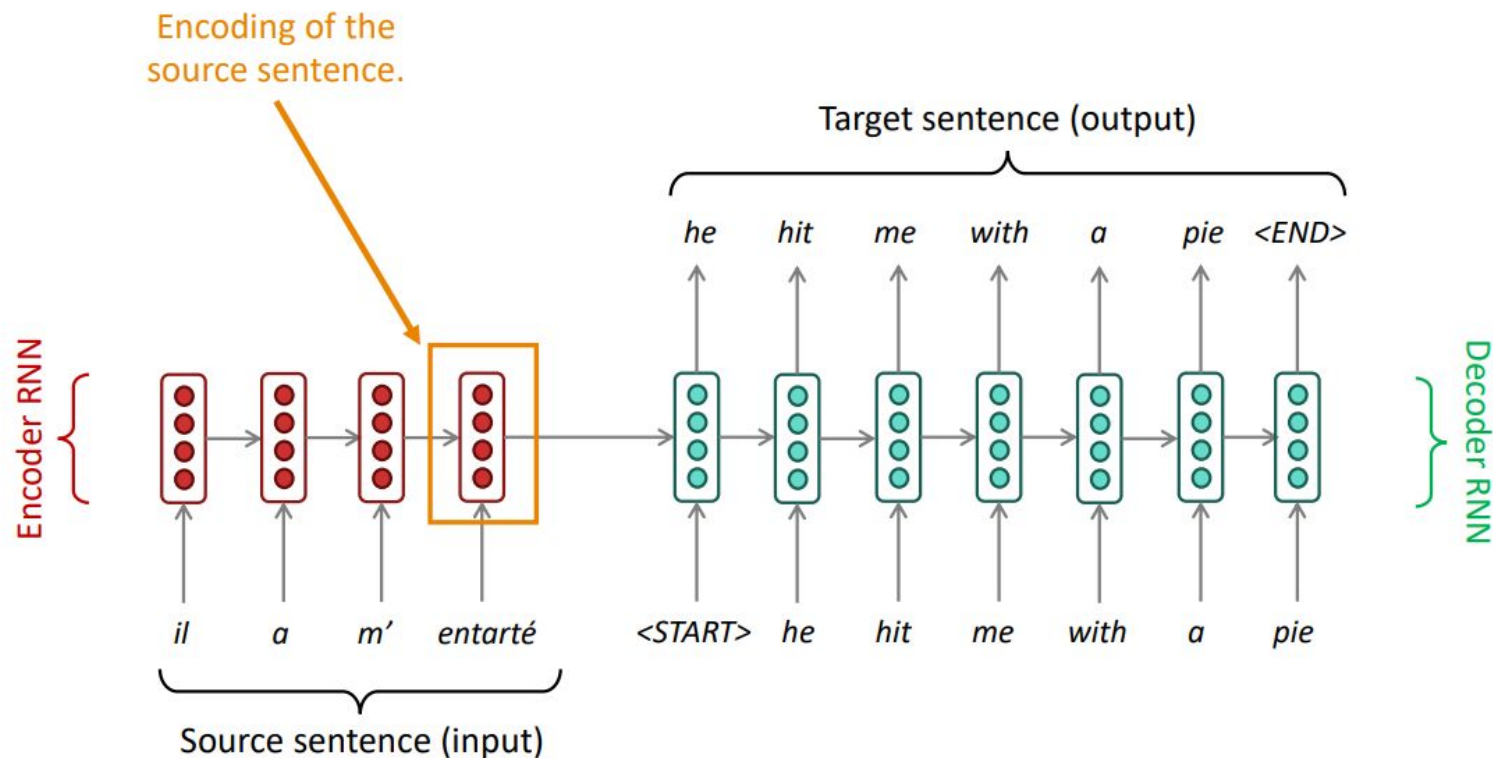 Encoding of the
source sentence.
Target sentence (output)
he hit me with a pie <END>
Encoder RNN
Decoder RNN
il a m’ entarté <START> he hit me with a pie
Source sentence (input)